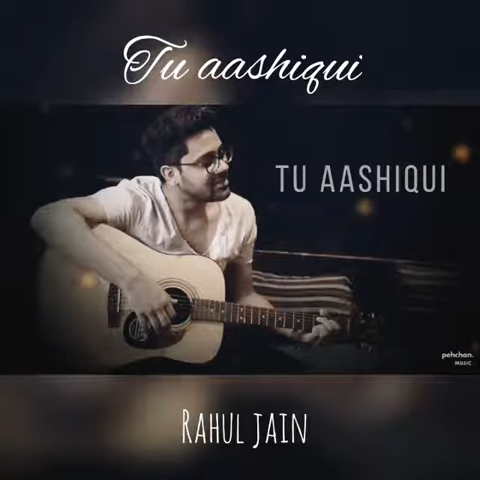 Tu aashiqui
TU AASHIQUI
pehchan.
MUSIC
RAHUL JAIN